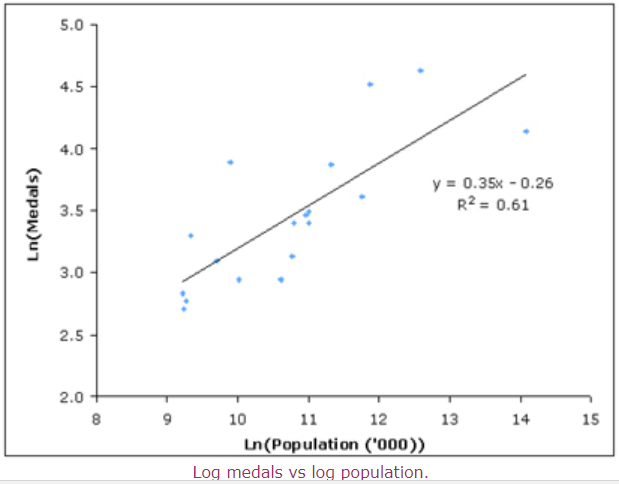 5.0
4.5
4.0
3.5
3.0
2.5
2.0
Ln(Medals)
y = 0.35x - 0.26
R² = 0.61
8 9 10 11 12 13 14 15
Ln(Population ('000))
Log medals vs log population.